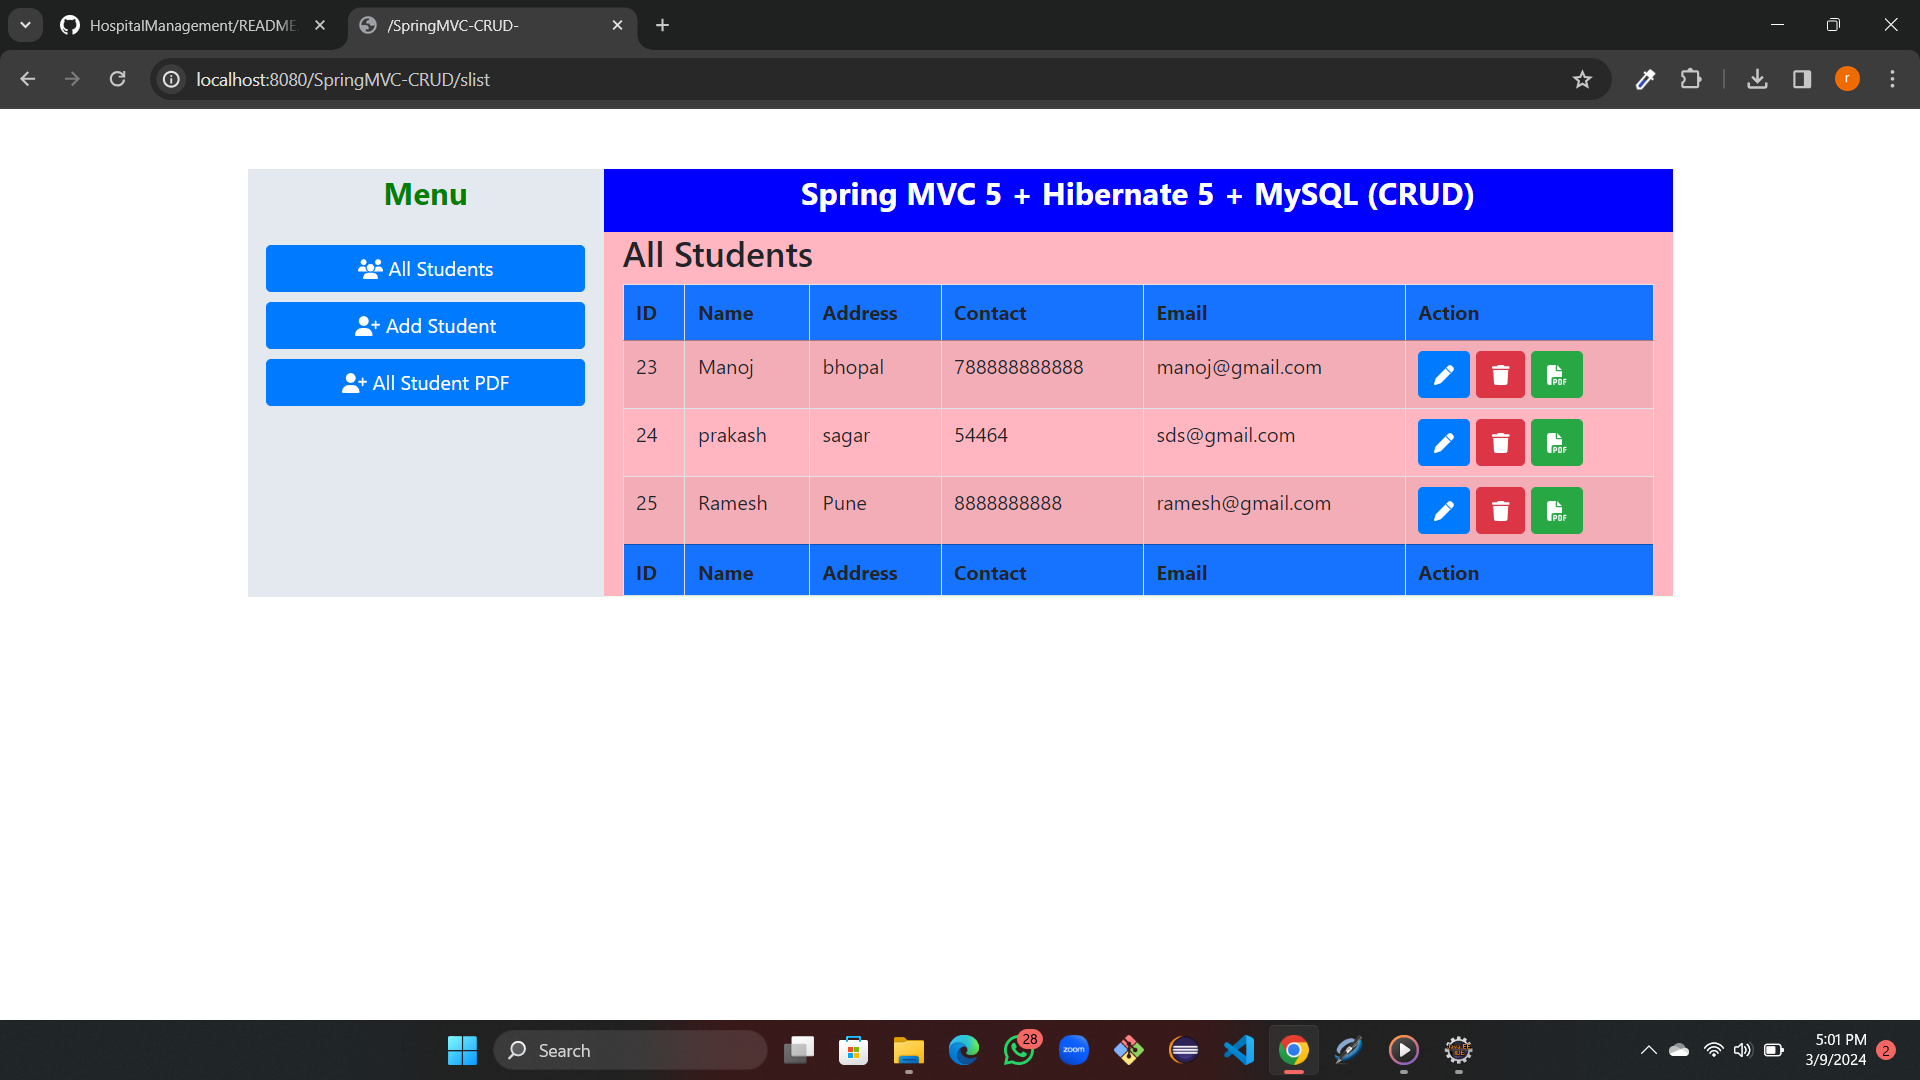 HospitalManagement/README.
/SpringMVC-CRUD-
localhost:8080/SpringMVC-CRUD/slist
r
Menu
All Students
Add Student
All Student PDF
Spring MVC 5 + Hibernate 5 + MySQL (CRUD)
All Students
ID Name Address Contact Email Action
23 Manoj bhopal 788888888888 manoj@gmail.com PDF
24 prakash sagar 54464 sds@gmail.com PDF
25 Ramesh Pune 8888888888 ramesh@gmail.com PDF
ID Name Address Contact Email Action
Search
28
zoom
5:01 PM
3/9/2024
2